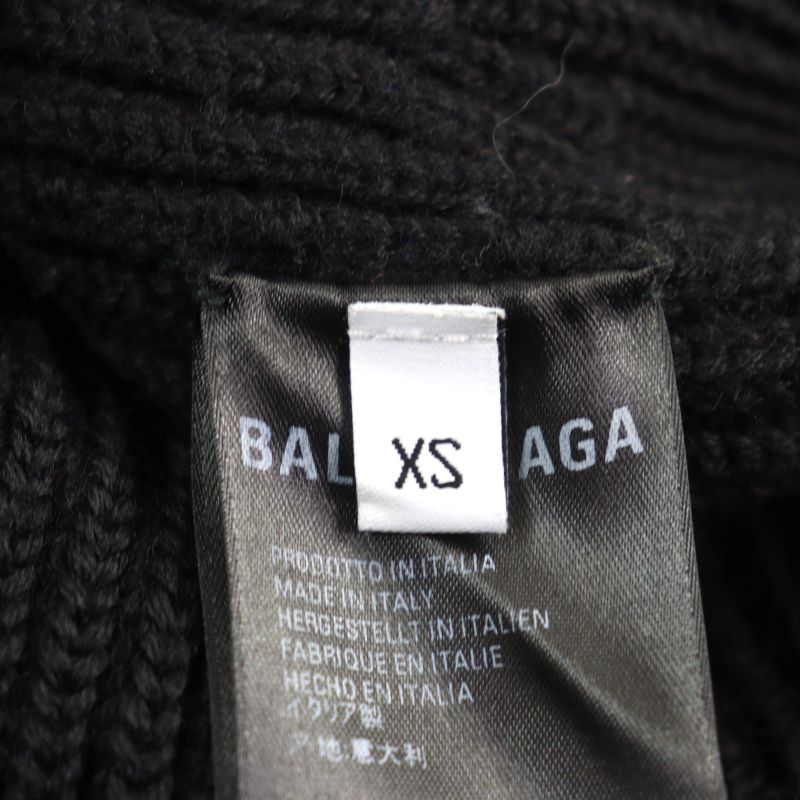 BAL AGA
XS
PRODOTTO IN ITALIA
MADE IN ITALY
HERGESTELLT IN ITALIEN
FABRIQUE EN ITALIE
HECHO EN ITALIA
イタリア製
产地:意大利